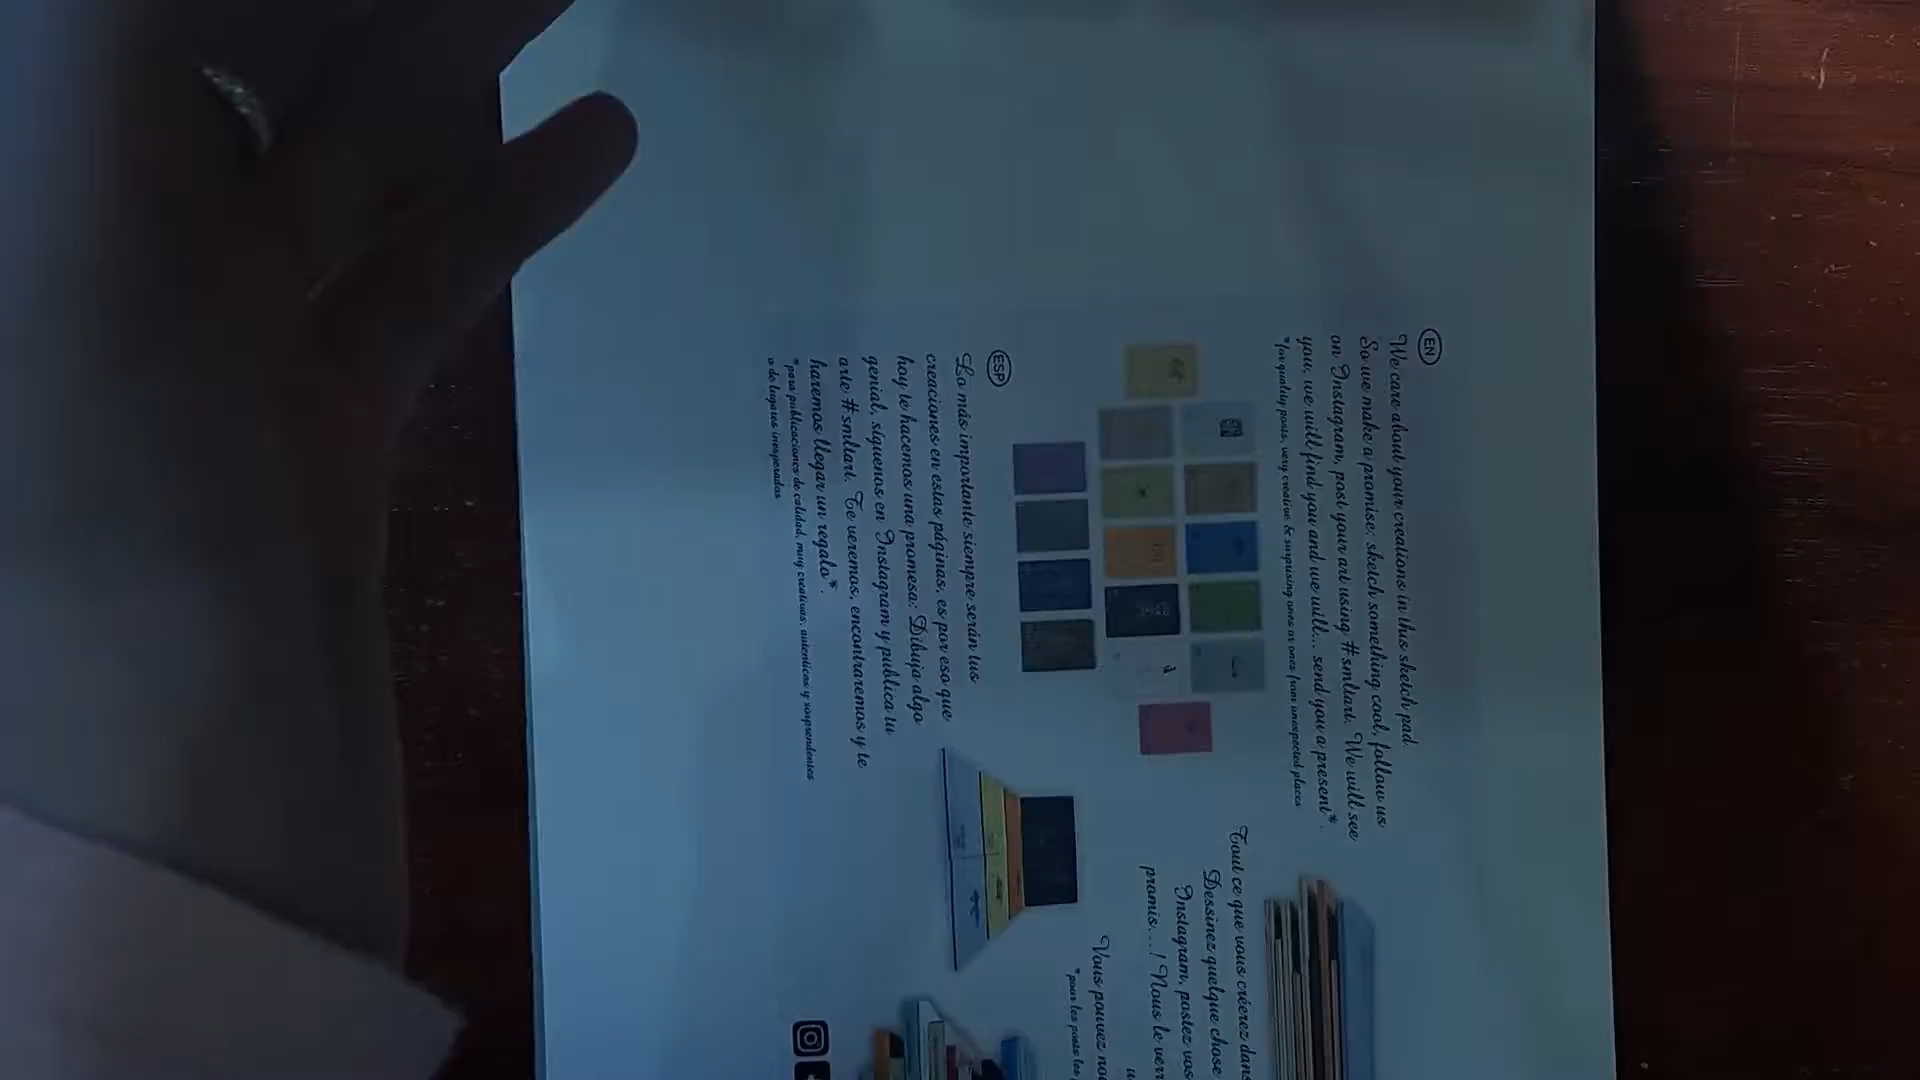 EN
We care about your creations in this sketch pad.
So we make a promise: sketch something cool, follow us
on Instagram, post your art using #smltart. We will see
you, we will find you and we will... send you a present*.
*for quality posts, very creative & surprising ones or ones from unexpected places
ESP
Lo más importante siempre serán tus
creaciones en estas páginas, es por eso que
hoy te hacemos una promesa: Dibuja algo
genial, síguenos en Instagram y publica tu
arte #smltart. Te veremos, encontraremos y te
haremos llegar un regalo*.
*para publicaciones de calidad, muy creativas, autenticas y sorprendentes
o de lugares inesperados
Tout ce que vous créerez dans
Dessinez quelque chose
Instagram, postez vos
promis...! Nous le
Vous pouvez
*pour les posts les